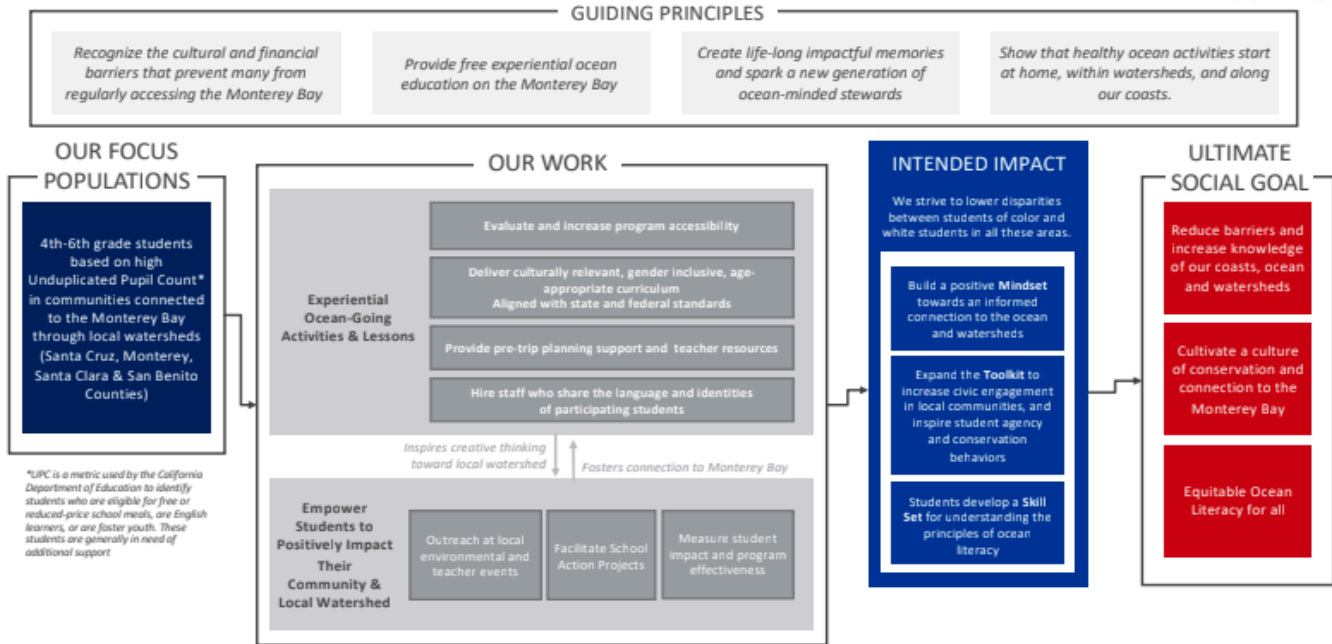 GUIDING PRINCIPLES
Recognize the cultural and financial
barriers that prevent many from
regularly accessing the Monterey Bay
Provide free experiential ocean
education on the Monterey Bay
Create life-long impactful memories
and spark a new generation of
ocean-minded stewards
Show that healthy ocean activities start
at home, within watersheds, and along
our coasts.
OUR FOCUS
POPULATIONS
4th-6th grade students
based on high
Unduplicated Pupil Count*
in communities connected
to the Monterey Bay
through local watersheds
(Santa Cruz, Monterey,
Santa Clara & San Benito
Counties)
*UPC is a metric used by the California
Department of Education to identify
students who are eligible for free or
reduced-price school meals, are English
learners, or are foster youth. These
students are generally in need of
additional support
OUR WORK
Experiential
Ocean-Going
Activities & Lessons
Evaluate and increase program accessibility
Deliver culturally relevant, gender inclusive, age-
appropriate curriculum
Aligned with state and federal standards
Provide pre-trip planning support and teacher resources
Hire staff who share the language and identities
of participating students
Inspires creative thinking
toward local watershed
Fosters connection to Monterey Bay
Empower
Students to
Positively Impact
Their
Community &
Local Watershed
Outreach at local
environmental and
teacher events
Facilitate School
Action Projects
Measure student
impact and program
effectiveness
INTENDED IMPACT
We strive to lower disparities
between students of color and
white students in all these areas.
Build a positive Mindset
towards an informed
connection to the ocean
and watersheds
Expand the Toolkit to
increase civic engagement
in local communities, and
inspire student agency
and conservation
behaviors
Students develop a Skill
Set for understanding the
principles of ocean
literacy
ULTIMATE
SOCIAL GOAL
Reduce barriers and
increase knowledge
of our coasts, ocean
and watersheds
Cultivate a culture
of conservation and
connection to the
Monterey Bay
Equitable Ocean
Literacy for all